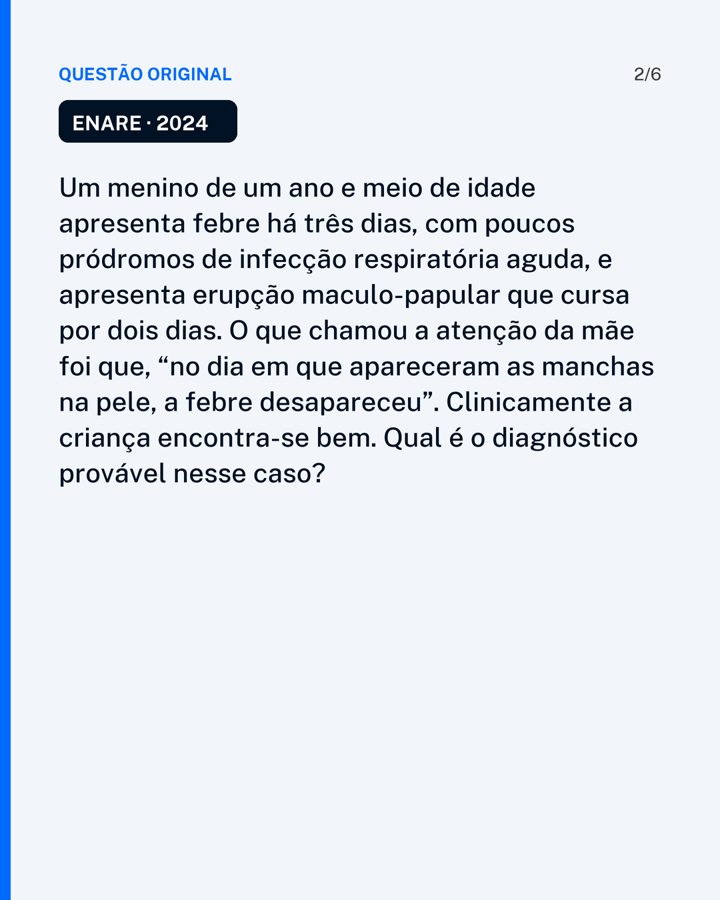 QUESTÃO ORIGINAL
2/6
ENARE · 2024
Um menino de um ano e meio de idade
apresenta febre há três dias, com poucos
pródromos de infecção respiratória aguda, e
apresenta erupção maculo-papular que cursa
por dois dias. O que chamou a atenção da mãe
foi que, “no dia em que apareceram as manchas
na pele, a febre desapareceu”. Clinicamente a
criança encontra-se bem. Qual é o diagnóstico
provável nesse caso?